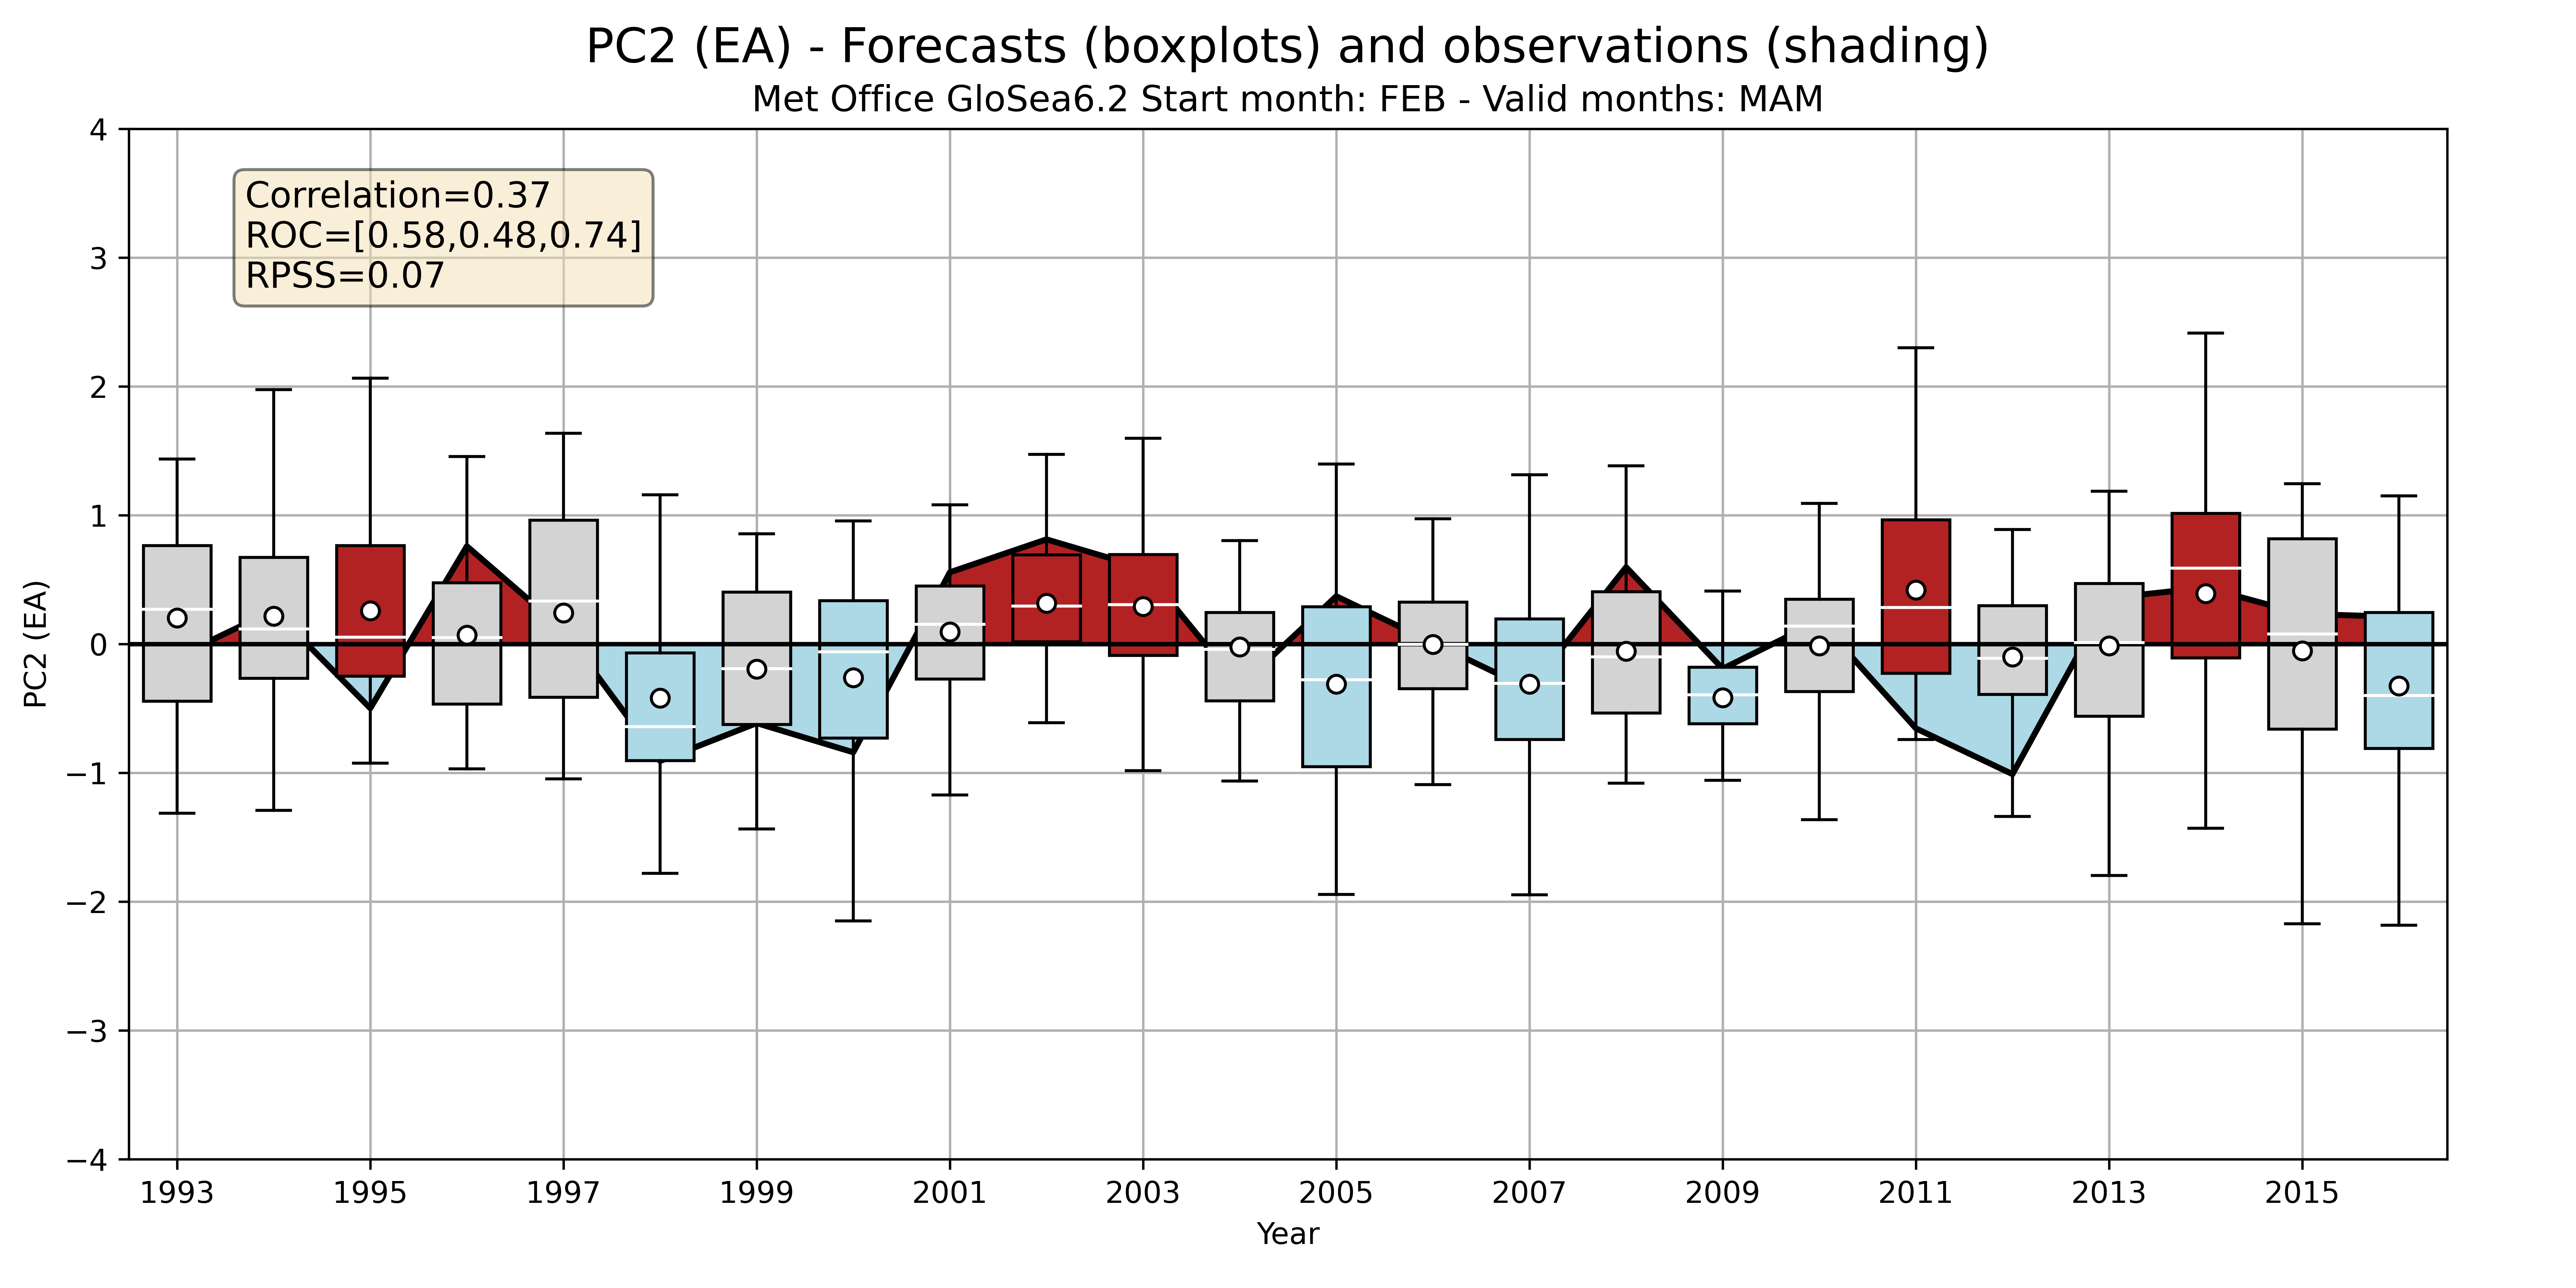 PC2 (EA) - Forecasts (boxplots) and observations (shading)
Met Office GloSea6.2 Start month: FEB - Valid months: MAM
Correlation=0.37
ROC=[0.58,0.48,0.74]
RPSS=0.07
PC2 (EA)
4
3
2
1
0
−1
−2
−3
−4
1993 1995 1997 1999 2001 2003 2005 2007 2009 2011 2013 2015
Year